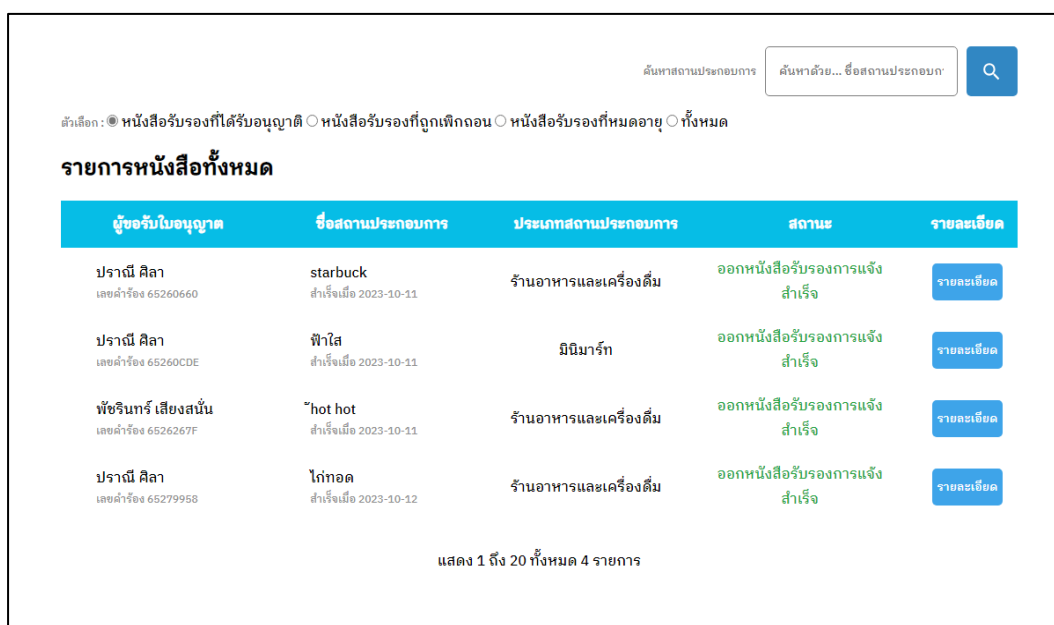 ค้นหาสถานประกอบการ ค้นหาด้วย... ชื่อสถานประกอบก
ตัวเลือก : หนังสือรับรองที่ได้รับอนุญาติ หนังสือรับรองที่ถูกเพิกถอน หนังสือรับรองที่หมดอายุ ทั้งหมด
รายการหนังสือทั้งหมด
ผู้ขอรับใบอนุญาต ชื่อสถานประกอบการ ประเภทสถานประกอบการ สถานะ รายละเอียด
ปราณี ศิลา starbuck ร้านอาหารและเครื่องดื่ม ออกหนังสือรับรองการแจ้ง รายละเอียด
เลขคำร้อง 65260660 สำเร็จเมื่อ 2023-10-11 สำเร็จ
ปราณี ศิลา ฟ้าใส มินิมาร์ท ออกหนังสือรับรองการแจ้ง รายละเอียด
เลขคำร้อง 65260CDE สำเร็จเมื่อ 2023-10-11 สำเร็จ
พัชรินทร์ เสียงสนั่น ั้hot hot ร้านอาหารและเครื่องดื่ม ออกหนังสือรับรองการแจ้ง รายละเอียด
เลขคำร้อง 6526267F สำเร็จเมื่อ 2023-10-11 สำเร็จ
ปราณี ศิลา ไก่ทอด ร้านอาหารและเครื่องดื่ม ออกหนังสือรับรองการแจ้ง รายละเอียด
เลขคำร้อง 65279958 สำเร็จเมื่อ 2023-10-12 สำเร็จ
แสดง 1 ถึง 20 ทั้งหมด 4 รายการ